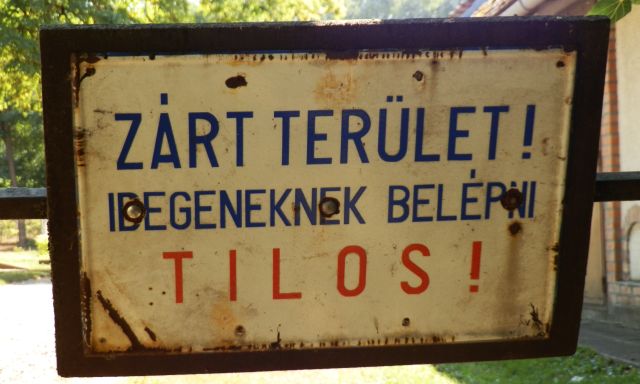 ZÁRT TERÜLET!
IDEGENEKNEK BELÉPNI
TILOS!